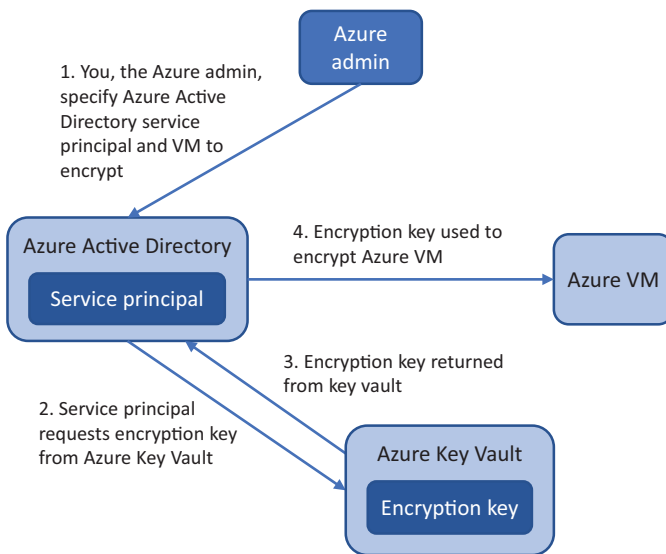 Azure
admin
1. You, the Azure admin,
specify Azure Active
Directory service
principal and VM to
encrypt
Azure Active Directory
Service principal
4. Encryption key used to
encrypt Azure VM
Azure VM
3. Encryption key returned
from key vault
2. Service principal
requests encryption key
from Azure Key Vault
Azure Key Vault
Encryption key